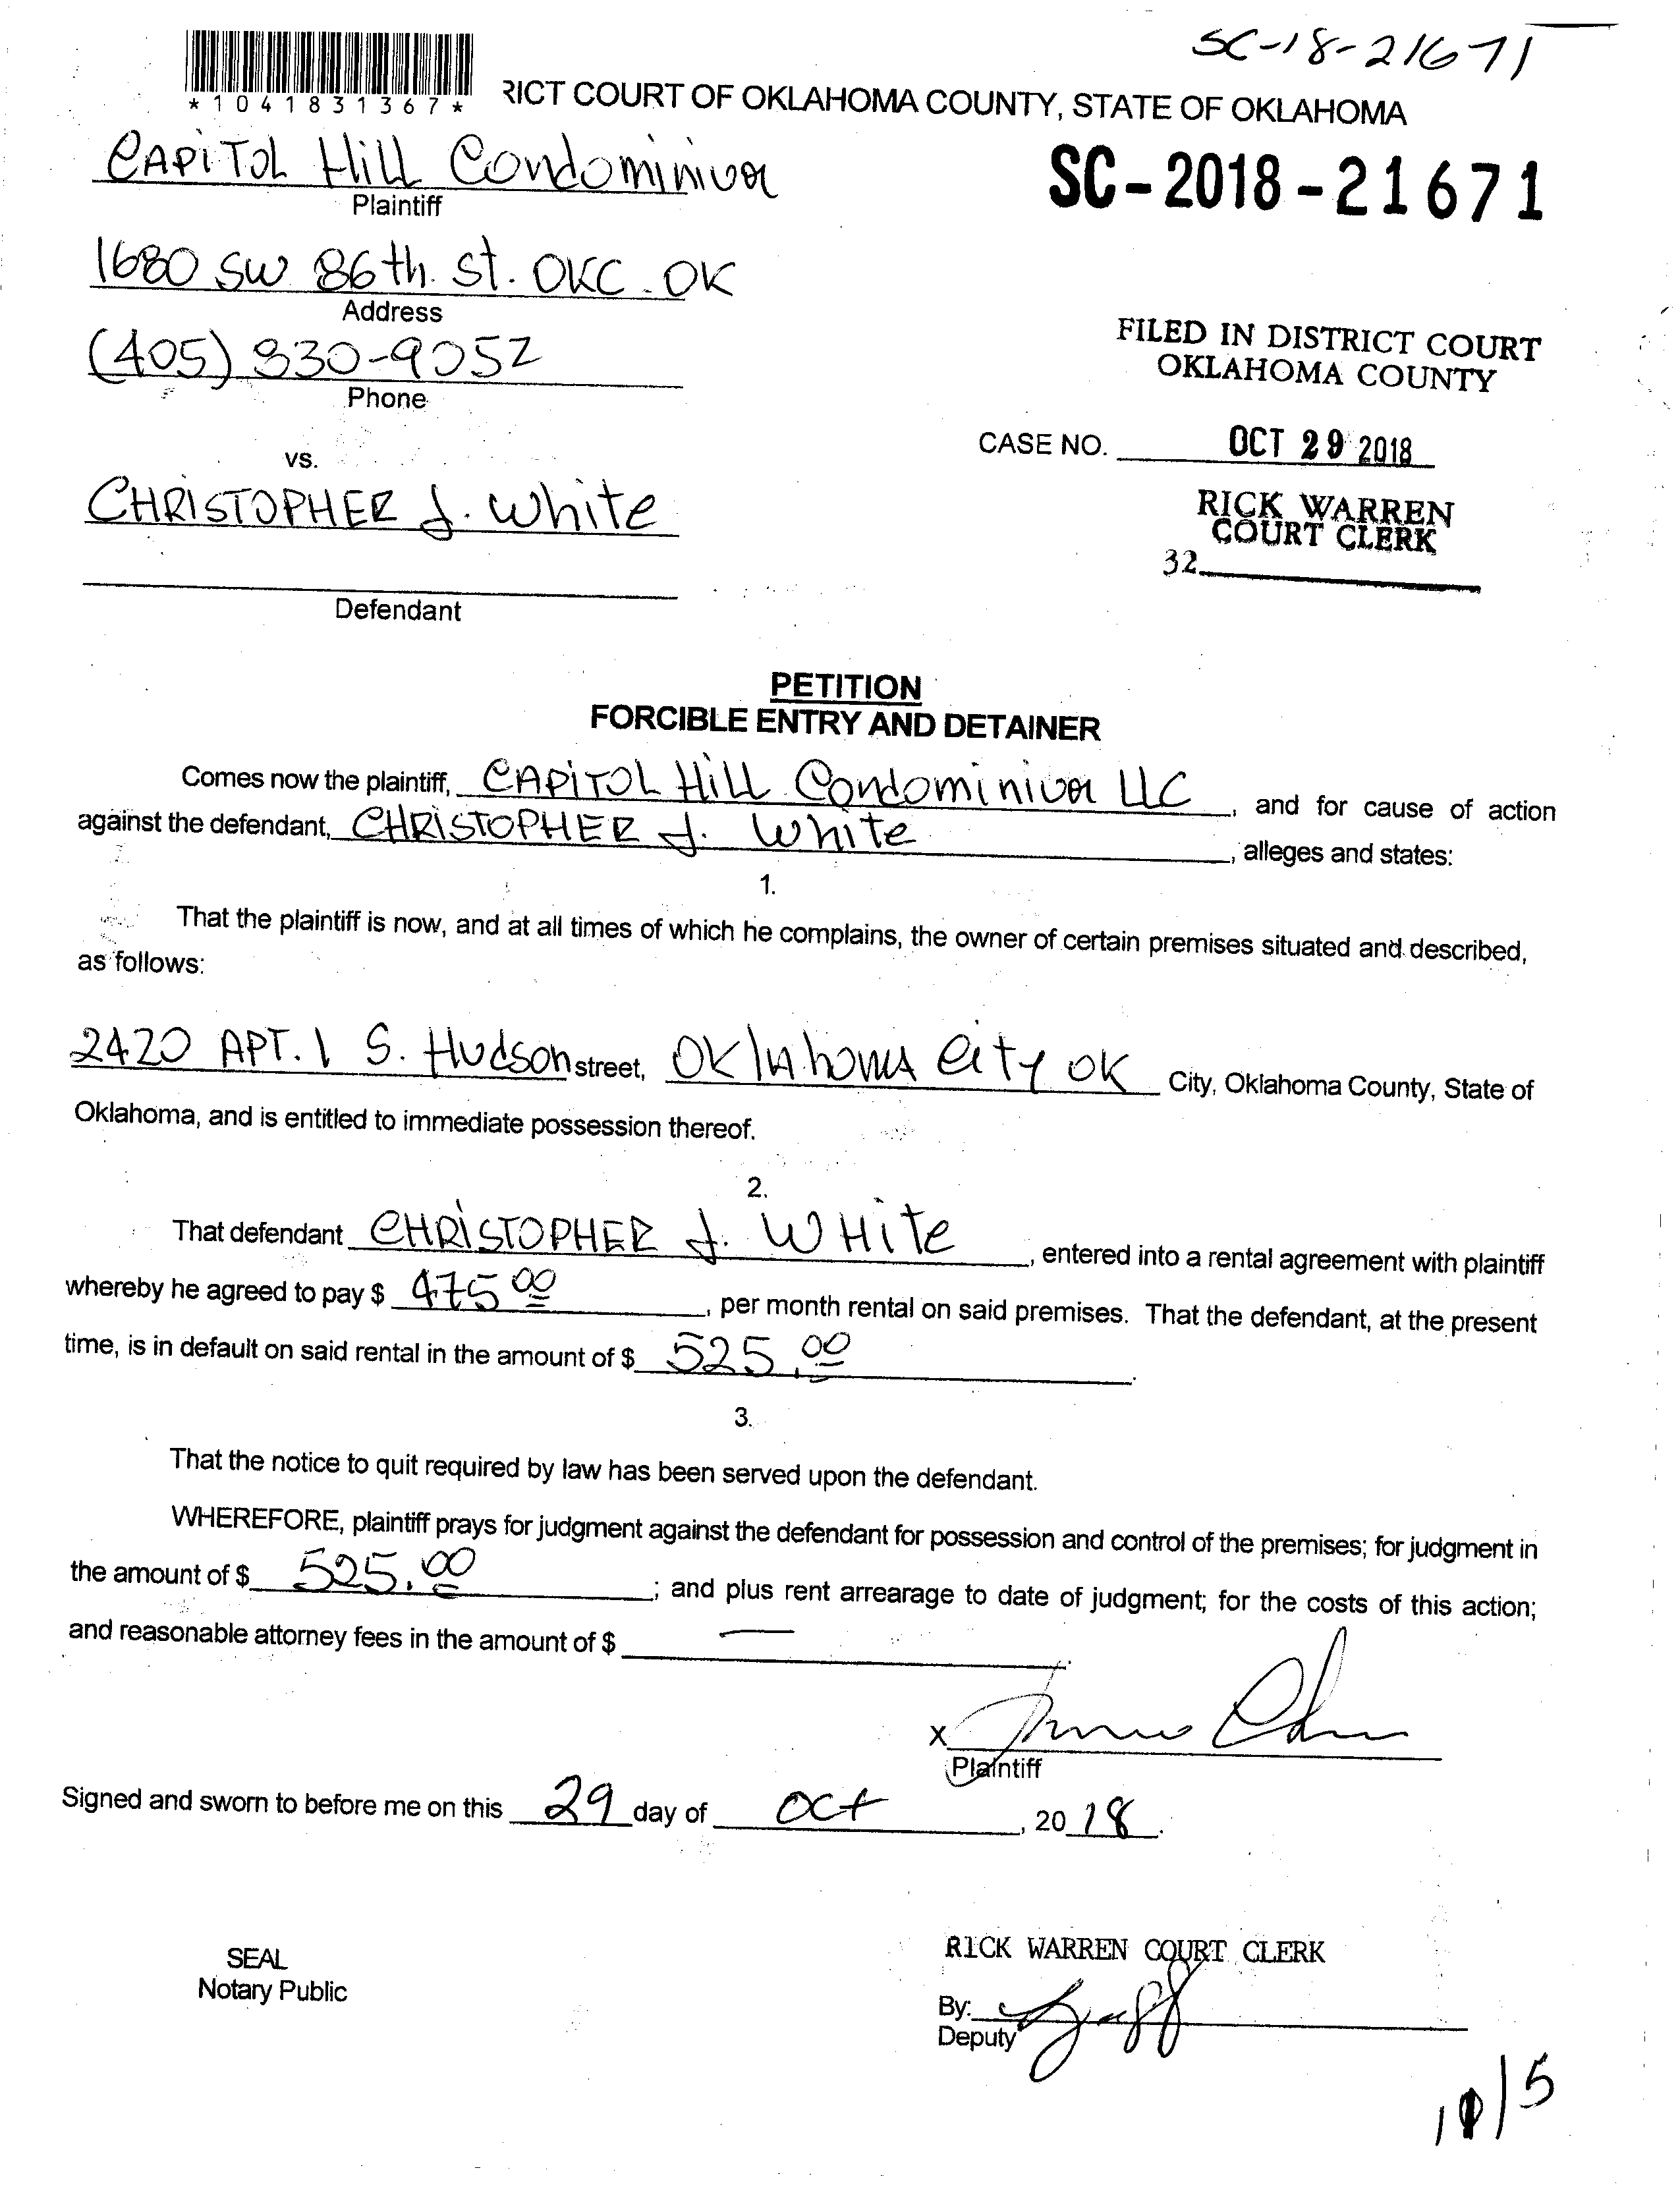 SC-18-21671
*1041831367*
RICT COURT OF OKLAHOMA COUNTY, STATE OF OKLAHOMA
CAPITOL Hill Condominium
Plaintiff
SC-2018-21671
1680 SW 86th. St. OKC. OK
Address
(405) 830-9052
Phone
FILED IN DISTRICT COURT
OKLAHOMA COUNTY
CASE NO. OCT 29 2018
vs.
CHRISTOPHER J. White
RICK WARREN
COURT CLERK
32
Defendant
PETITION
FORCIBLE ENTRY AND DETAINER
Comes now the plaintiff, CAPITOL Hill Condominium LLC, and for cause of action
against the defendant, CHRISTOPHER J. White, alleges and states:
1.
That the plaintiff is now, and at all times of which he complains, the owner of certain premises situated and described,
as follows:
2420 APT. 1 S. Hudson street, Oklahoma City OK City, Oklahoma County, State of
Oklahoma, and is entitled to immediate possession thereof.
2.
That defendant CHRISTOPHER J. WHite, entered into a rental agreement with plaintiff
whereby he agreed to pay $ 475 00, per month rental on said premises. That the defendant, at the present
time, is in default on said rental in the amount of $ 525.00.
3.
That the notice to quit required by law has been served upon the defendant.
WHEREFORE, plaintiff prays for judgment against the defendant for possession and control of the premises; for judgment in
the amount of $ 525.00; and plus rent arrearage to date of judgment; for the costs of this action;
and reasonable attorney fees in the amount of $ —.
X
Plaintiff
Signed and sworn to before me on this 29 day of Oct, 2018.
SEAL
Notary Public
RICK WARREN COURT CLERK
By:
Deputy